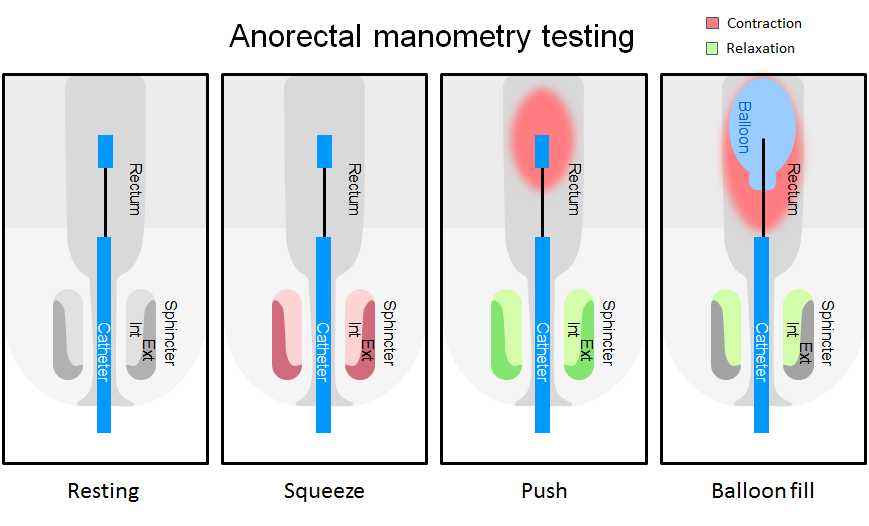 Anorectal manometry testing
Contraction
Relaxation
Rectum
Sphincter
Int
Ext
Catheter
Rectum
Sphincter
Int
Ext
Catheter
Rectum
Sphincter
Int
Ext
Catheter
Balloon
Rectum
Sphincter
Int
Ext
Catheter
Resting
Squeeze
Push
Balloon fill